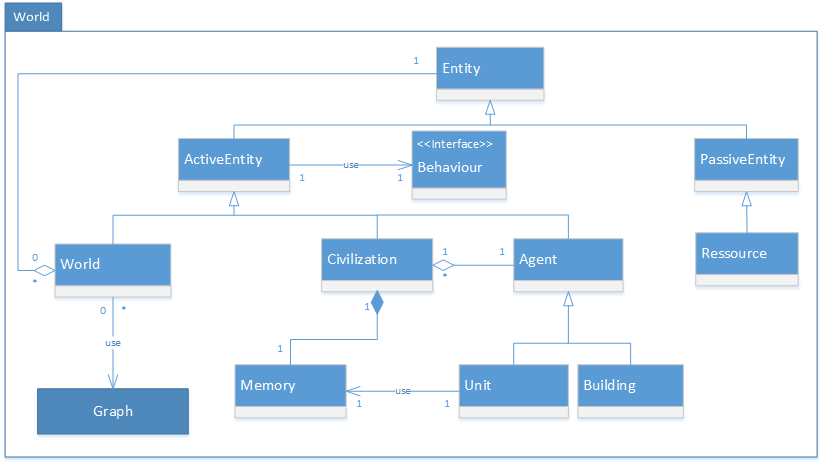 World
1
Entity
ActiveEntity
use
1
1
<<Interface>>
Behaviour
PassiveEntity
0
*
World
Civilization
1
*
1
Agent
Ressource
0
*
1
use
1
Memory
use
1
1
Unit
Building
Graph